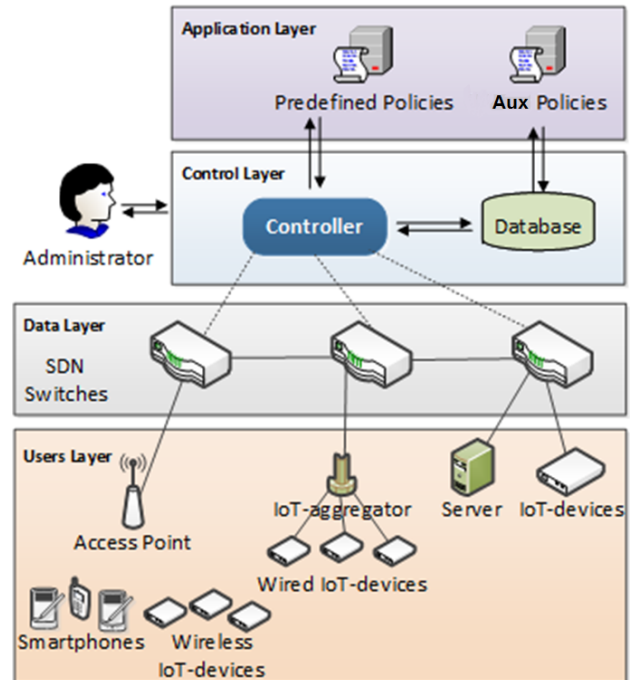 Application Layer
Predefined Policies
Aux Policies
Control Layer
Controller
Database
Administrator
Data Layer
SDN
Switches
Users Layer
Access Point
IoT-aggregator
Server
IoT-devices
Wired IoT-devices
Smartphones
Wireless
IoT-devices